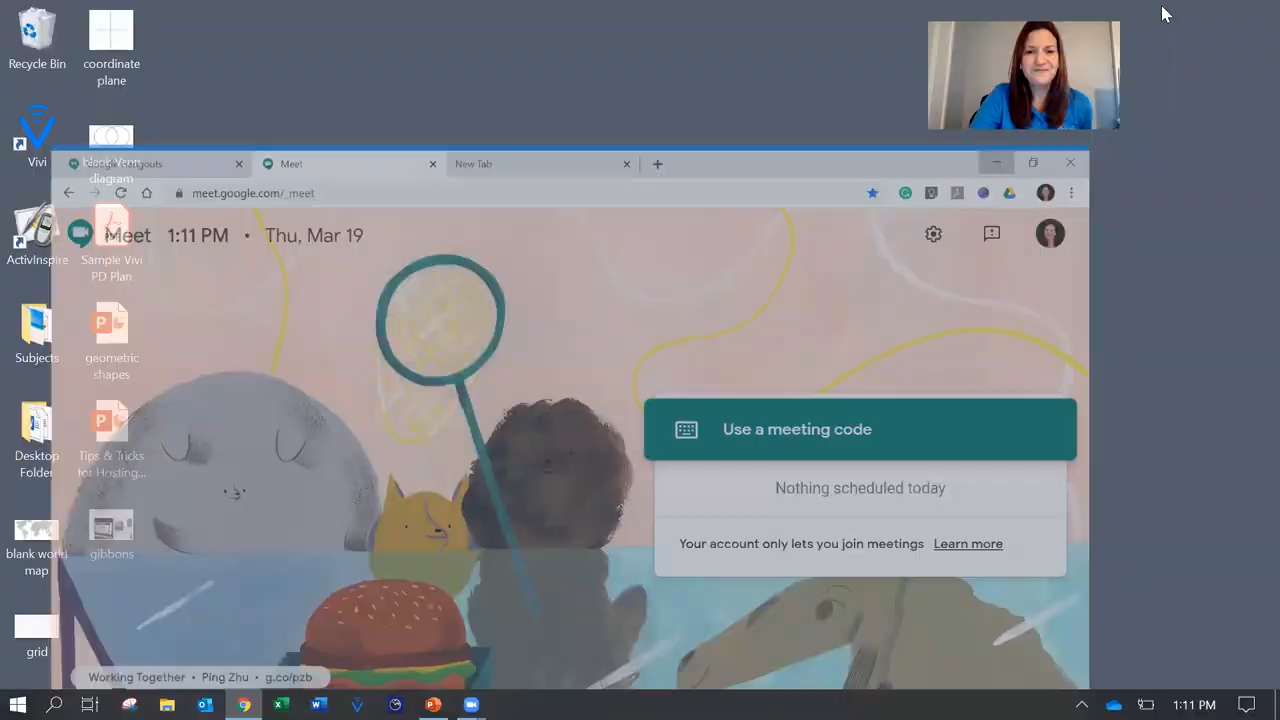 Recycle Bin
coordinate
plane
Vivi
blank Venn
diagram
ActivInspire
Sample Vivi
PD Plan
Subjects
geometric
shapes
Desktop
Folder
Tips & Tricks
for Hosting...
blank world
map
gibbons
grid
Google Hangouts
Meet
New Tab
meet.google.com/_meet
Meet 1:11 PM • Thu, Mar 19
Use a meeting code
Nothing scheduled today
Your account only lets you join meetings Learn more
Working Together • Ping Zhu • g.co/pzb
1:11 PM